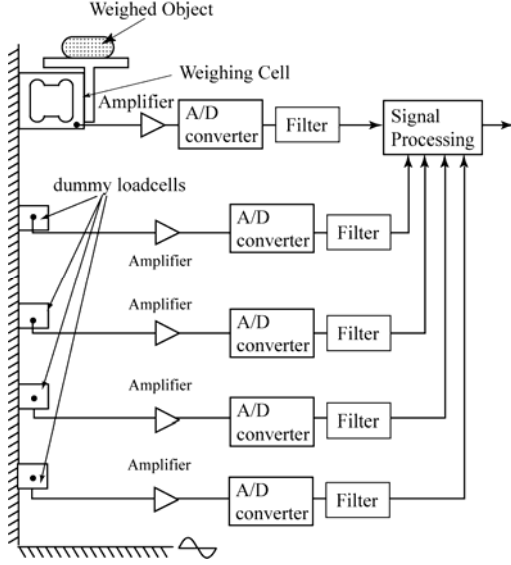 Weighed Object
Weighing Cell
Amplifier
A/D
converter
Filter
Signal
Processing
dummy loadcells
A/D
converter
Filter
Amplifier
Amplifier
A/D
converter
Filter
Amplifier
A/D
converter
Filter
Amplifier
A/D
converter
Filter